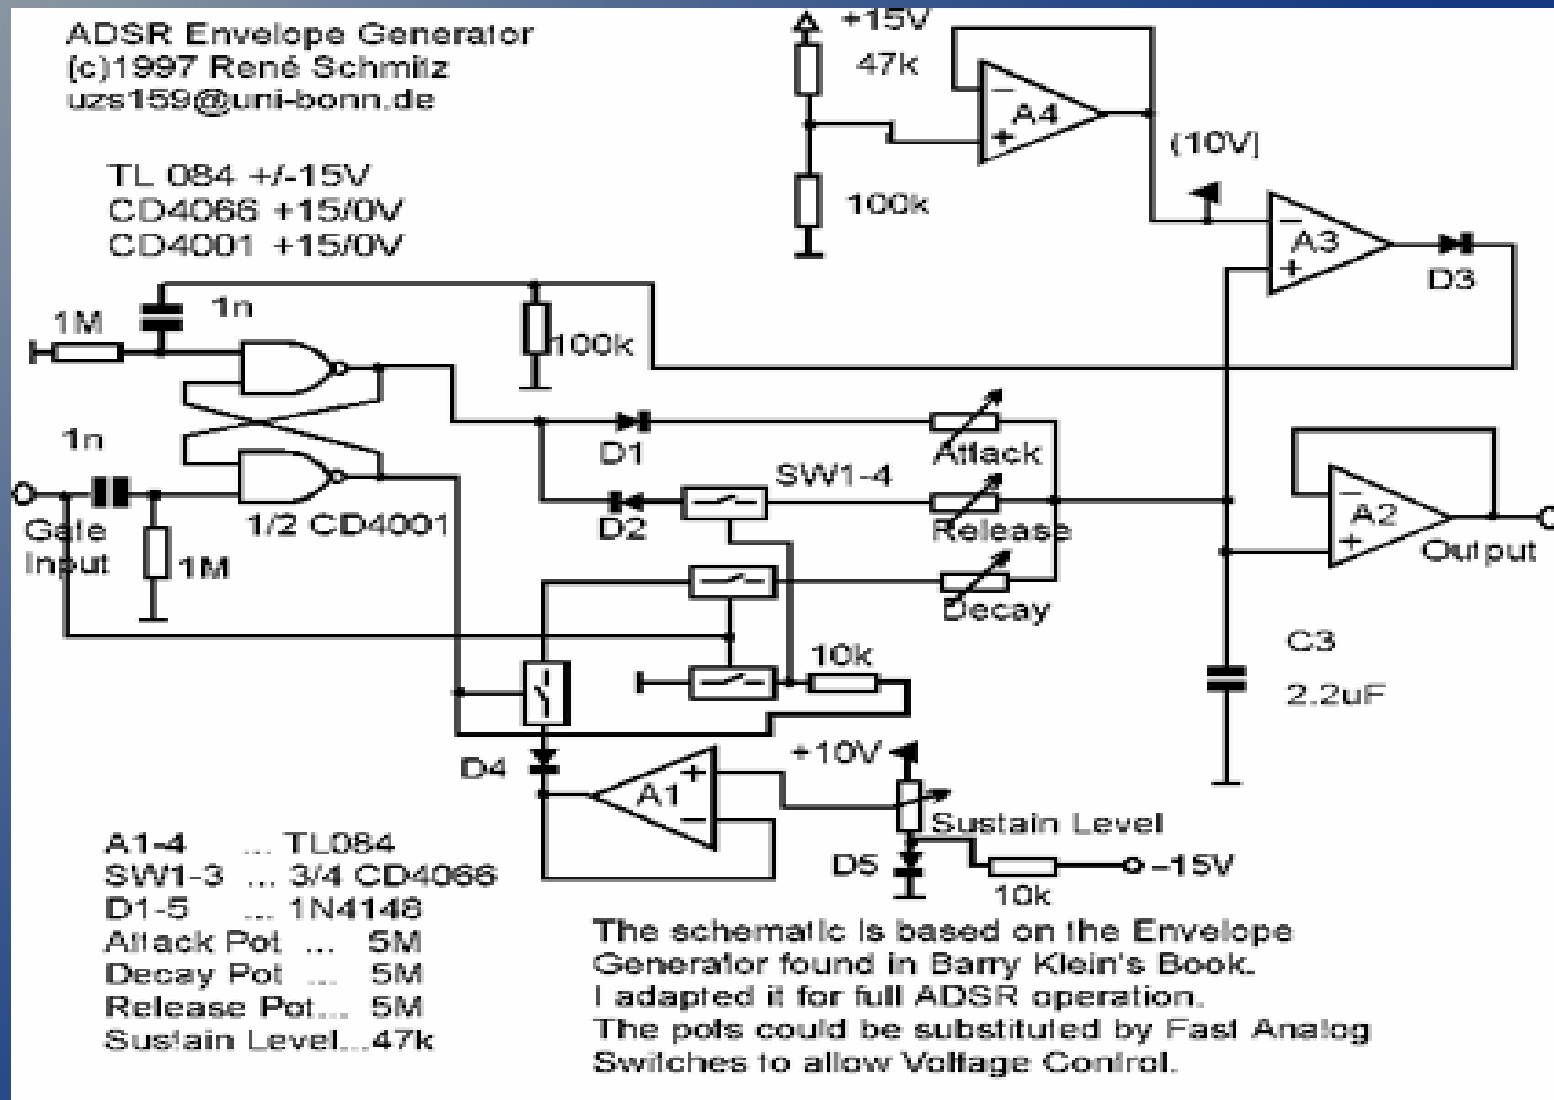 ADSR Envelope Generator
(c)1997 René Schmitz
uzs159@uni-bonn.de
TL 084 +/-15V
CD4066 +15/0V
CD4001 +15/0V
+15V
47k
A4
(10V)
100k
A3
D3
1n
1M
100k
1n
D1
Attack
SW1-4
Gate
Input
1/2 CD4001
D2
Release
A2
Output
1M
Decay
10k
C3
2.2uF
D4
A1
+10V
Sustain Level
D5
-15V
10k
A1-4 ... TL084
SW1-3 ... 3/4 CD4066
D1-5 ... 1N4148
Attack Pot ... 5M
Decay Pot ... 5M
Release Pot... 5M
Sustain Level...47k
The schematic is based on the Envelope
Generator found in Barry Klein's Book.
I adapted it for full ADSR operation.
The pots could be substituted by Fast Analog
Switches to allow Voltage Control.